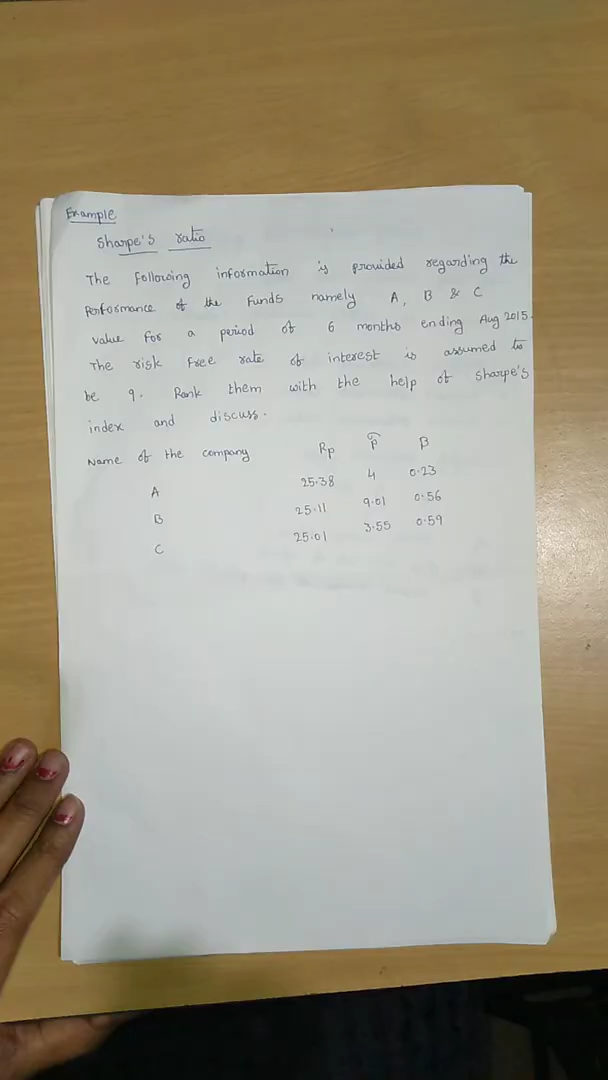 Example
Sharpe's ratio
The Following information is provided regarding the
Performance of the Funds namely A, B & C
value for a period of 6 months ending Aug 2015.
The risk Free rate of interest is assumed to
be 9. Rank them with the help of Sharpe's
index and discuss.
Name of the company Rp σp β
A 25.38 4 0.23
B 25.11 9.01 0.56
C 25.01 3.55 0.59